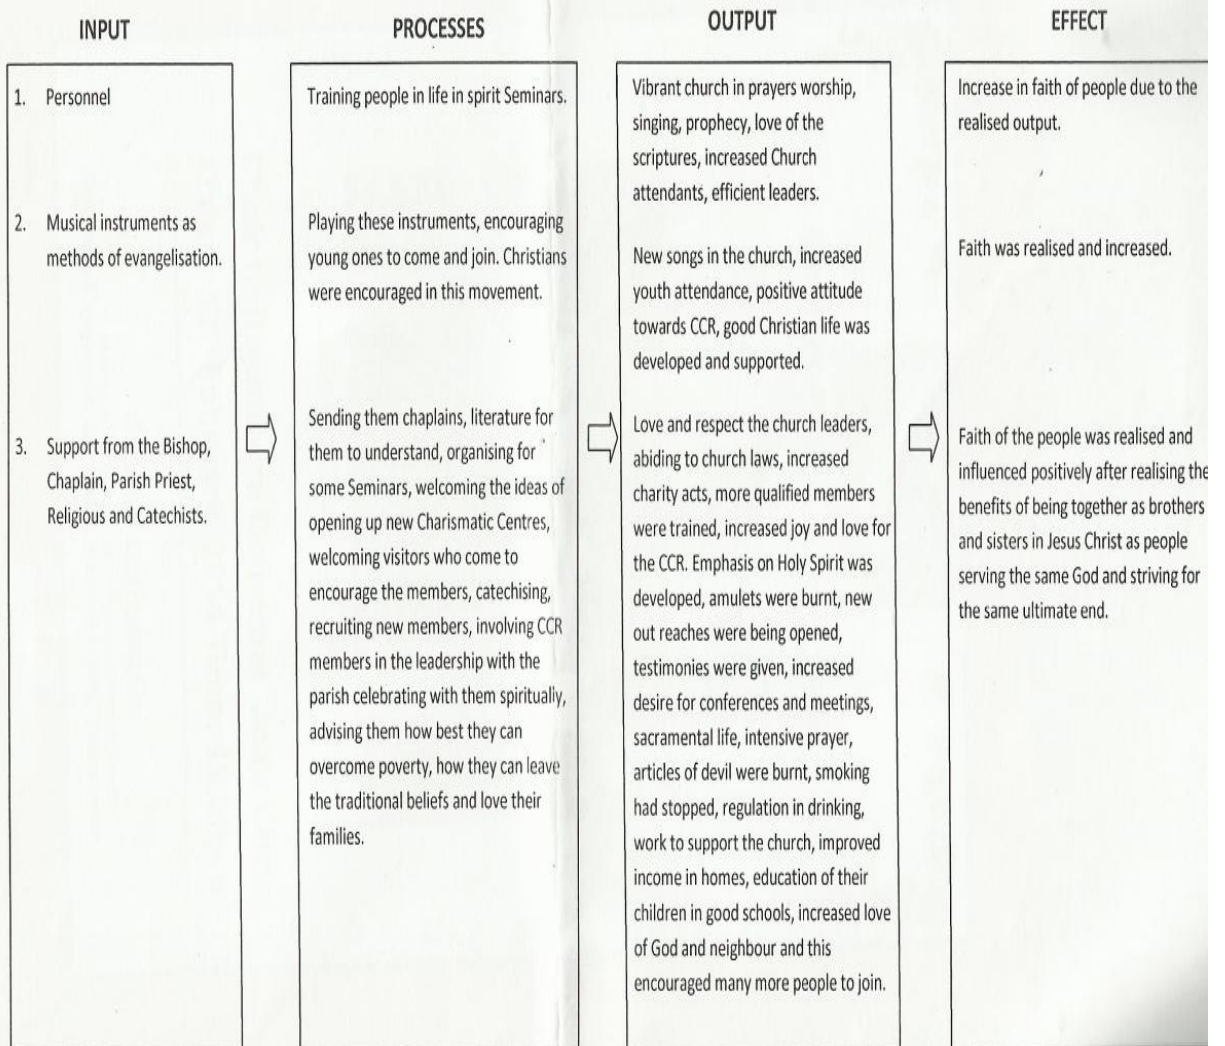 INPUT
1. Personnel
2. Musical instruments as
methods of evangelisation.
3. Support from the Bishop,
Chaplain, Parish Priest,
Religious and Catechists.
PROCESSES
Training people in life in spirit Seminars.
Playing these instruments, encouraging
young ones to come and join. Christians
were encouraged in this movement.
Sending them chaplains, literature for
them to understand, organising for
some Seminars, welcoming the ideas of
opening up new Charismatic Centres,
welcoming visitors who come to
encourage the members, catechising,
recruiting new members, involving CCR
members in the leadership with the
parish celebrating with them spiritually,
advising them how best they can
overcome poverty, how they can leave
the traditional beliefs and love their
families.
OUTPUT
Vibrant church in prayers worship,
singing, prophecy, love of the
scriptures, increased Church
attendants, efficient leaders.
New songs in the church, increased
youth attendance, positive attitude
towards CCR, good Christian life was
developed and supported.
Love and respect the church leaders,
abiding to church laws, increased
charity acts, more qualified members
were trained, increased joy and love for
the CCR. Emphasis on Holy Spirit was
developed, amulets were burnt, new
out reaches were being opened,
testimonies were given, increased
desire for conferences and meetings,
sacramental life, intensive prayer,
articles of devil were burnt, smoking
had stopped, regulation in drinking,
work to support the church, improved
income in homes, education of their
children in good schools, increased love
of God and neighbour and this
encouraged many more people to join.
EFFECT
Increase in faith of people due to the
realised output.
Faith was realised and increased.
Faith of the people was realised and
influenced positively after realising the
benefits of being together as brothers
and sisters in Jesus Christ as people
serving the same God and striving for
the same ultimate end.